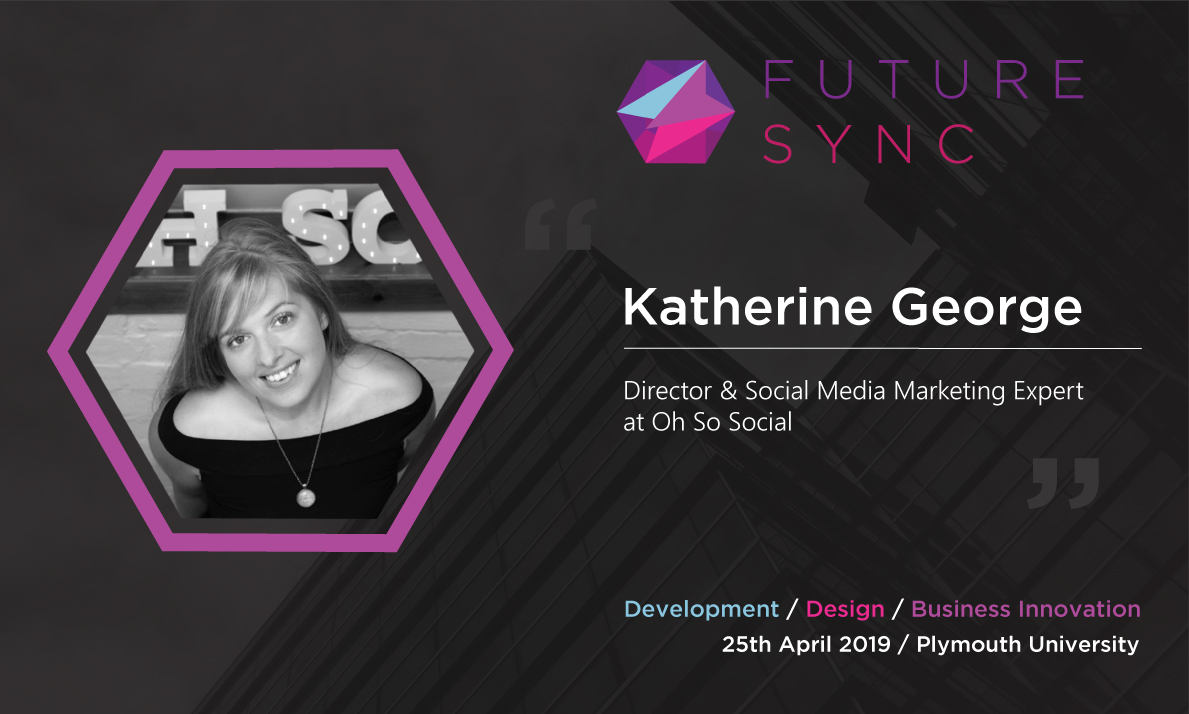 FUTURE
SYNC
H SO
“
Katherine George
Director & Social Media Marketing Expert
at Oh So Social
”
Development / Design / Business Innovation
25th April 2019 / Plymouth University